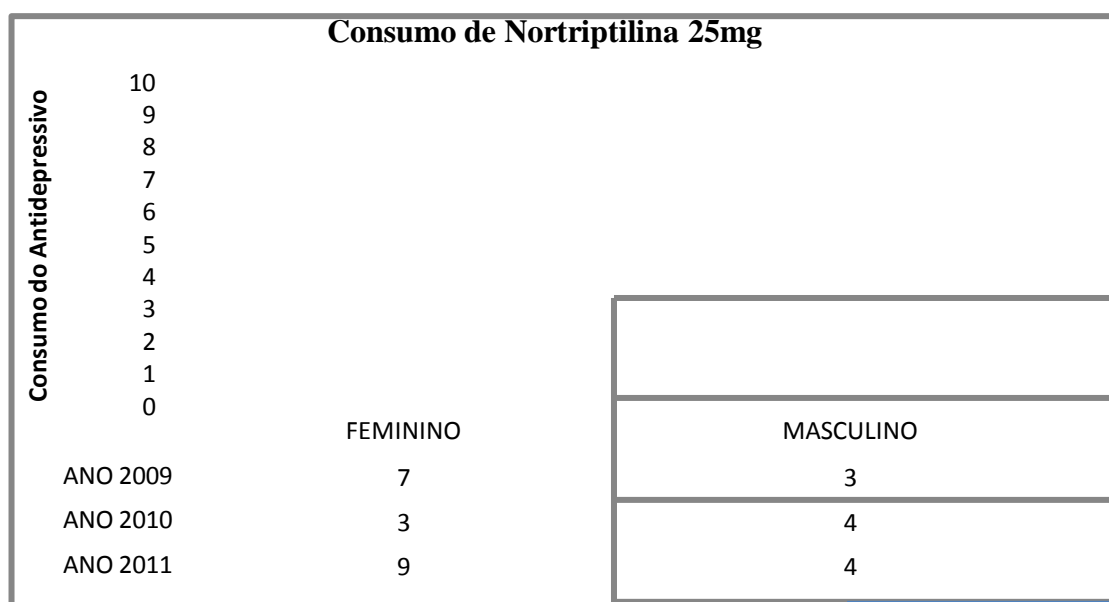 Consumo de Nortriptilina 25mg
Consumo do Antidepressivo
10
9
8
7
6
5
4
3
2
1
0
FEMININO MASCULINO
ANO 2009 7 3
ANO 2010 3 4
ANO 2011 9 4